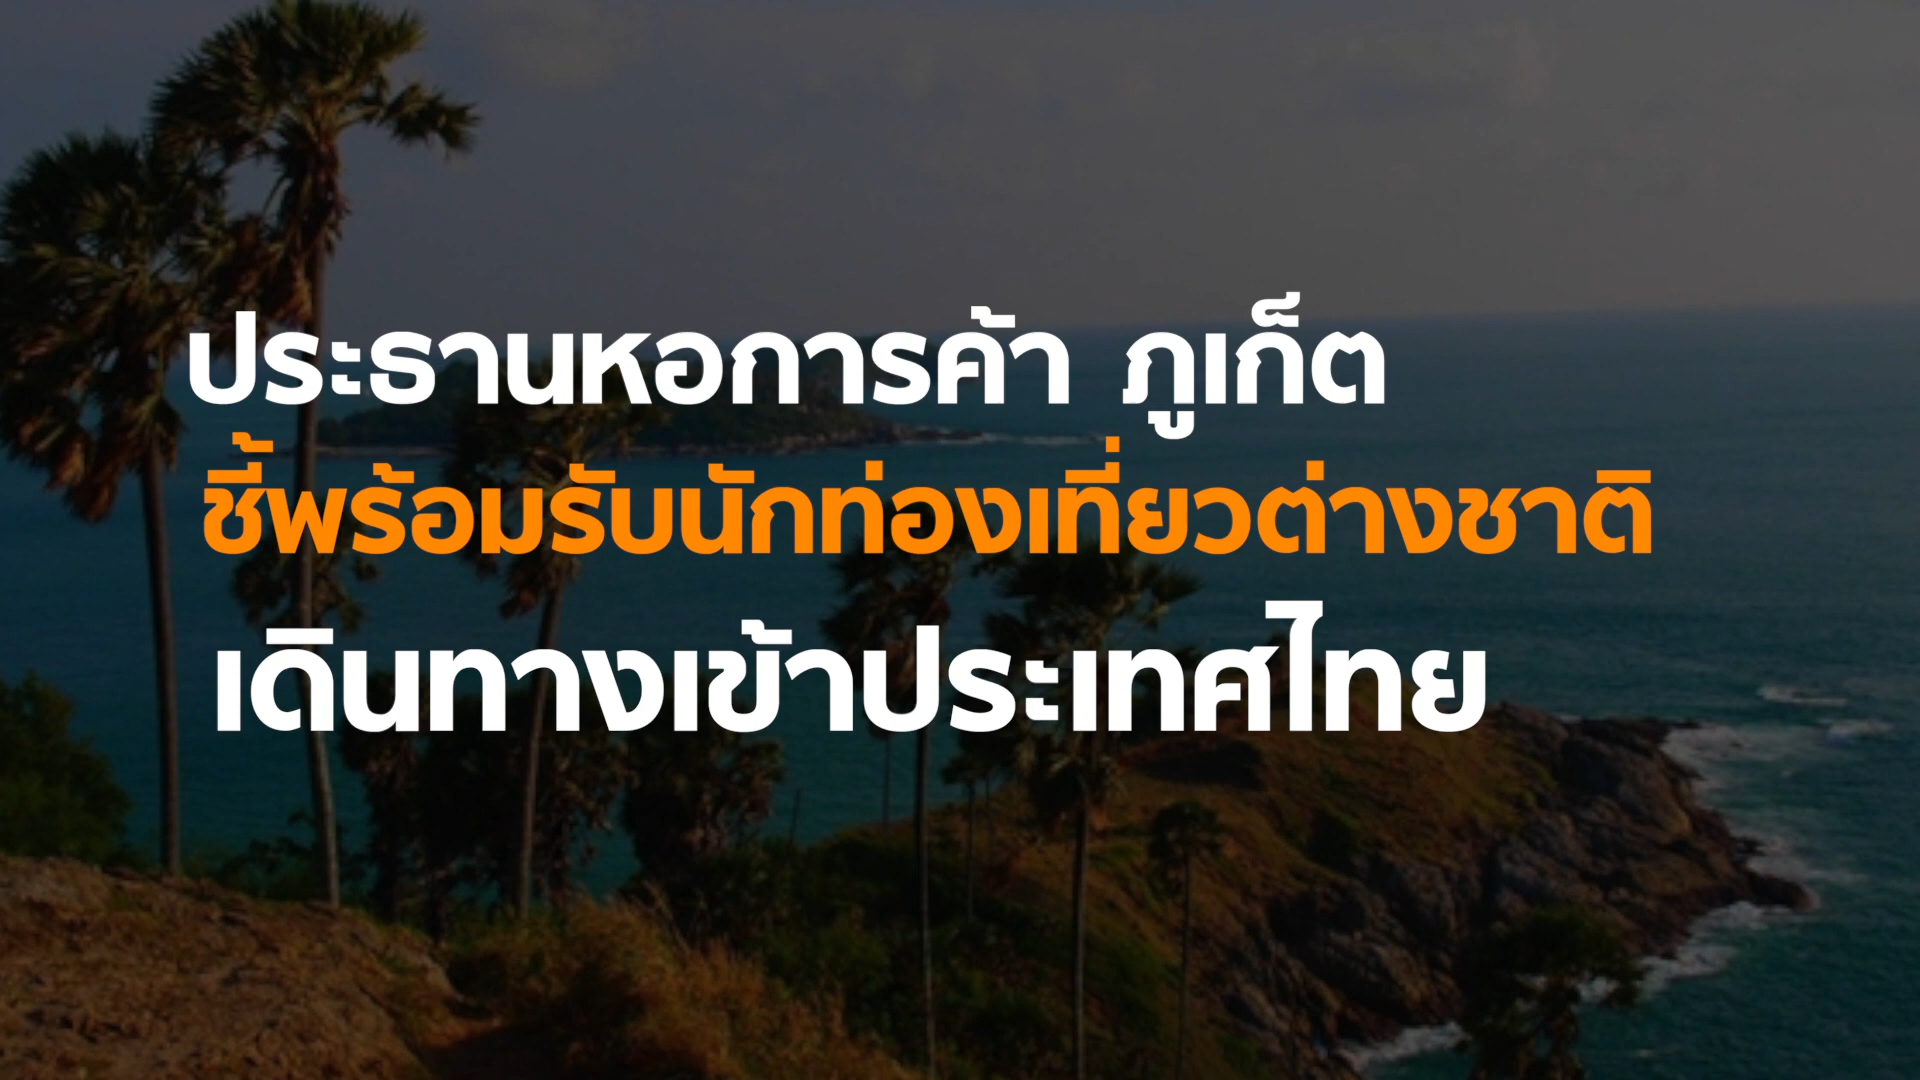 ประธานหอการค้า ภูเก็ต
ชี้พร้อมรับนักท่องเที่ยวต่างชาติ
เดินทางเข้าประเทศไทย